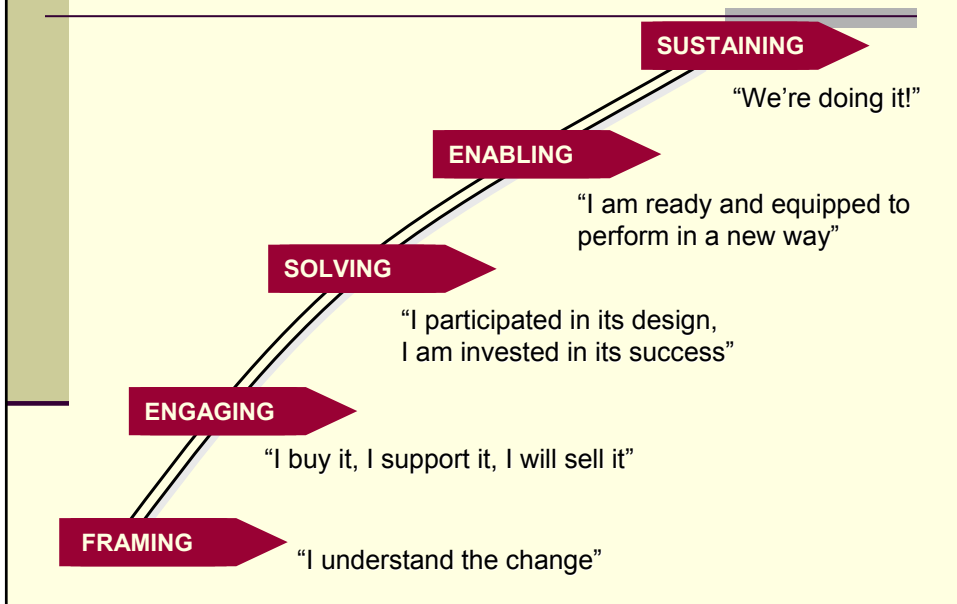 SUSTAINING
“We’re doing it!”
ENABLING
“I am ready and equipped to
perform in a new way”
SOLVING
“I participated in its design,
I am invested in its success”
ENGAGING
“I buy it, I support it, I will sell it”
FRAMING
“I understand the change”